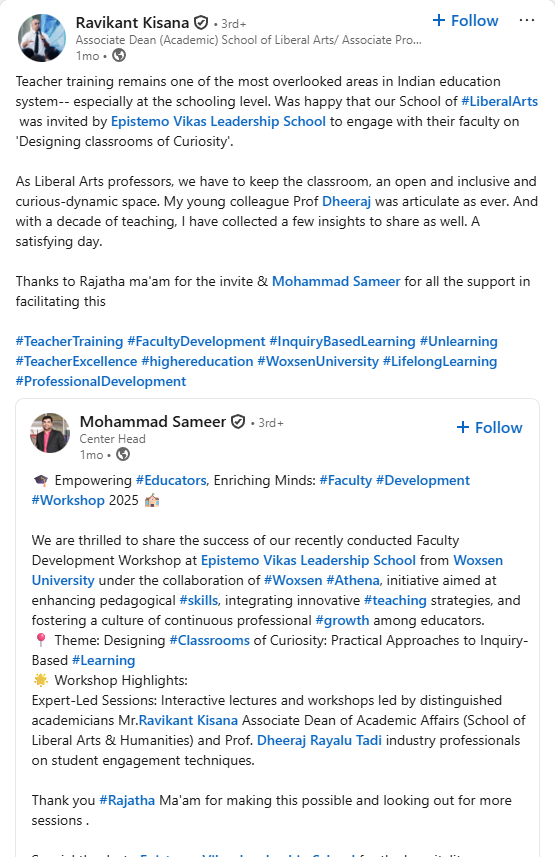 Ravikant Kisana • 3rd+
+ Follow ...
Associate Dean (Academic) School of Liberal Arts/ Associate Pro...
1mo •
Teacher training remains one of the most overlooked areas in Indian education
system-- especially at the schooling level. Was happy that our School of #LiberalArts
was invited by Epistemo Vikas Leadership School to engage with their faculty on
'Designing classrooms of Curiosity'.
As Liberal Arts professors, we have to keep the classroom, an open and inclusive and
curious-dynamic space. My young colleague Prof Dheeraj was articulate as ever. And
with a decade of teaching, I have collected a few insights to share as well. A
satisfying day.
Thanks to Rajatha ma'am for the invite & Mohammad Sameer for all the support in
facilitating this
#TeacherTraining #FacultyDevelopment #InquiryBasedLearning #Unlearning
#TeacherExcellence #highereducation #WoxsenUniversity #LifelongLearning
#ProfessionalDevelopment
Mohammad Sameer • 3rd+
+ Follow
Center Head
1mo •
🎓 Empowering #Educators, Enriching Minds: #Faculty #Development
#Workshop 2025 🏫
We are thrilled to share the success of our recently conducted Faculty
Development Workshop at Epistemo Vikas Leadership School from Woxsen
University under the collaboration of #Woxsen #Athena, initiative aimed at
enhancing pedagogical #skills, integrating innovative #teaching strategies, and
fostering a culture of continuous professional #growth among educators.
📍 Theme: Designing #Classrooms of Curiosity: Practical Approaches to Inquiry-
Based #Learning
🌟 Workshop Highlights:
Expert-Led Sessions: Interactive lectures and workshops led by distinguished
academicians Mr.Ravikant Kisana Associate Dean of Academic Affairs (School of
Liberal Arts & Humanities) and Prof. Dheeraj Rayalu Tadi industry professionals
on student engagement techniques.
Thank you #Rajatha Ma'am for making this possible and looking out for more
sessions .